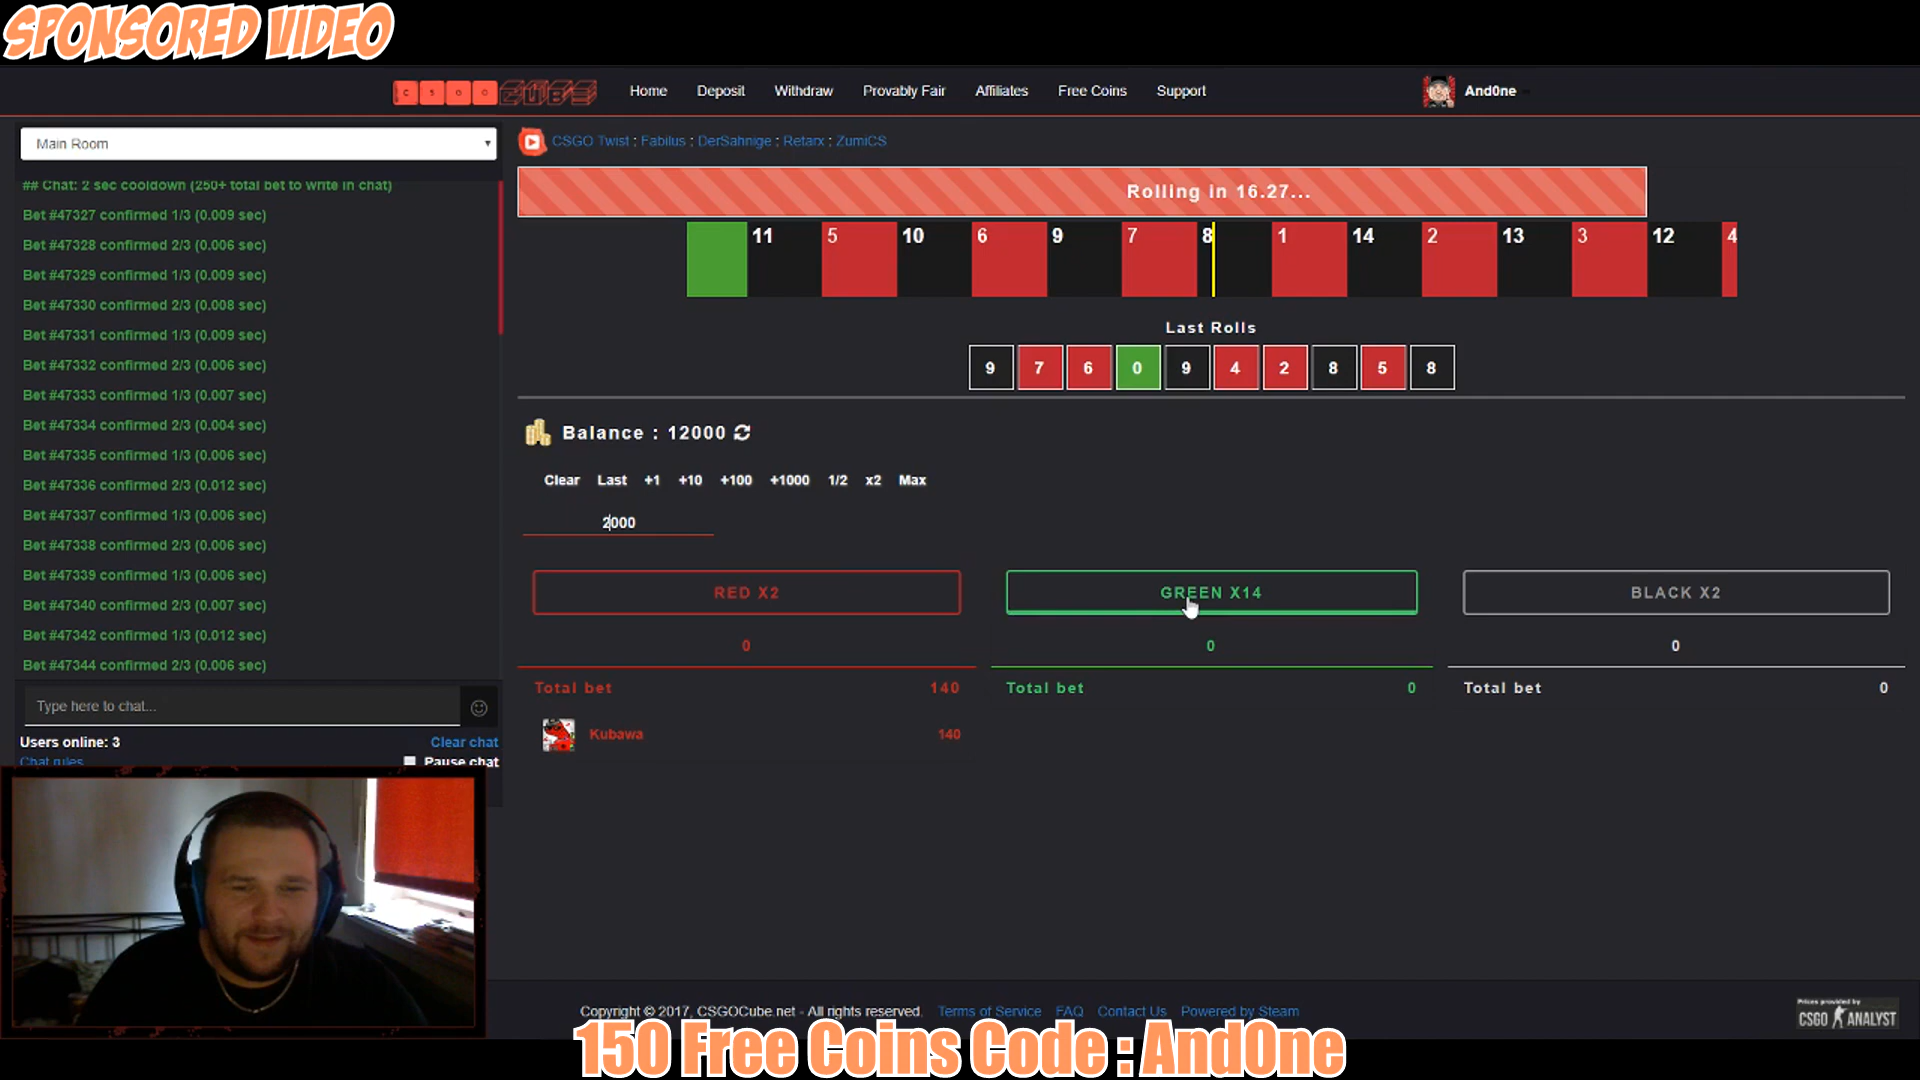 SPONSORED VIDEO
CSGO CUBE
Home Deposit Withdraw Provably Fair Affiliates Free Coins Support
And0ne
Main Room
CSGO Twist : Fabilus : DerSahnige : Retarx : ZumiCS
## Chat: 2 sec cooldown (250+ total bet to write in chat)
Bet #47327 confirmed 1/3 (0.009 sec)
Bet #47328 confirmed 2/3 (0.006 sec)
Bet #47329 confirmed 1/3 (0.009 sec)
Bet #47330 confirmed 2/3 (0.008 sec)
Bet #47331 confirmed 1/3 (0.009 sec)
Bet #47332 confirmed 2/3 (0.006 sec)
Bet #47333 confirmed 1/3 (0.007 sec)
Bet #47334 confirmed 2/3 (0.004 sec)
Bet #47335 confirmed 1/3 (0.006 sec)
Bet #47336 confirmed 2/3 (0.012 sec)
Bet #47337 confirmed 1/3 (0.006 sec)
Bet #47338 confirmed 2/3 (0.006 sec)
Bet #47339 confirmed 1/3 (0.006 sec)
Bet #47340 confirmed 2/3 (0.007 sec)
Bet #47342 confirmed 1/3 (0.012 sec)
Bet #47344 confirmed 2/3 (0.006 sec)
Type here to chat...
Users online: 3 Clear chat
Chat rules Pause chat
Rolling in 16.27...
11 5 10 6 9 7 8 1 14 2 13 3 12 4
Last Rolls
9 7 6 0 9 4 2 8 5 8
Balance : 12000
Clear Last +1 +10 +100 +1000 1/2 x2 Max
2000
RED X2 GREEN X14 BLACK X2
0 0 0
Total bet 140 Total bet 0 Total bet 0
Kubawa 140
Copyright © 2017, CSGOCube.net - All rights reserved. Terms of Service FAQ Contact Us Powered by Steam
Prices provided by
CSGO ANALYST
150 Free Coins Code : And0ne